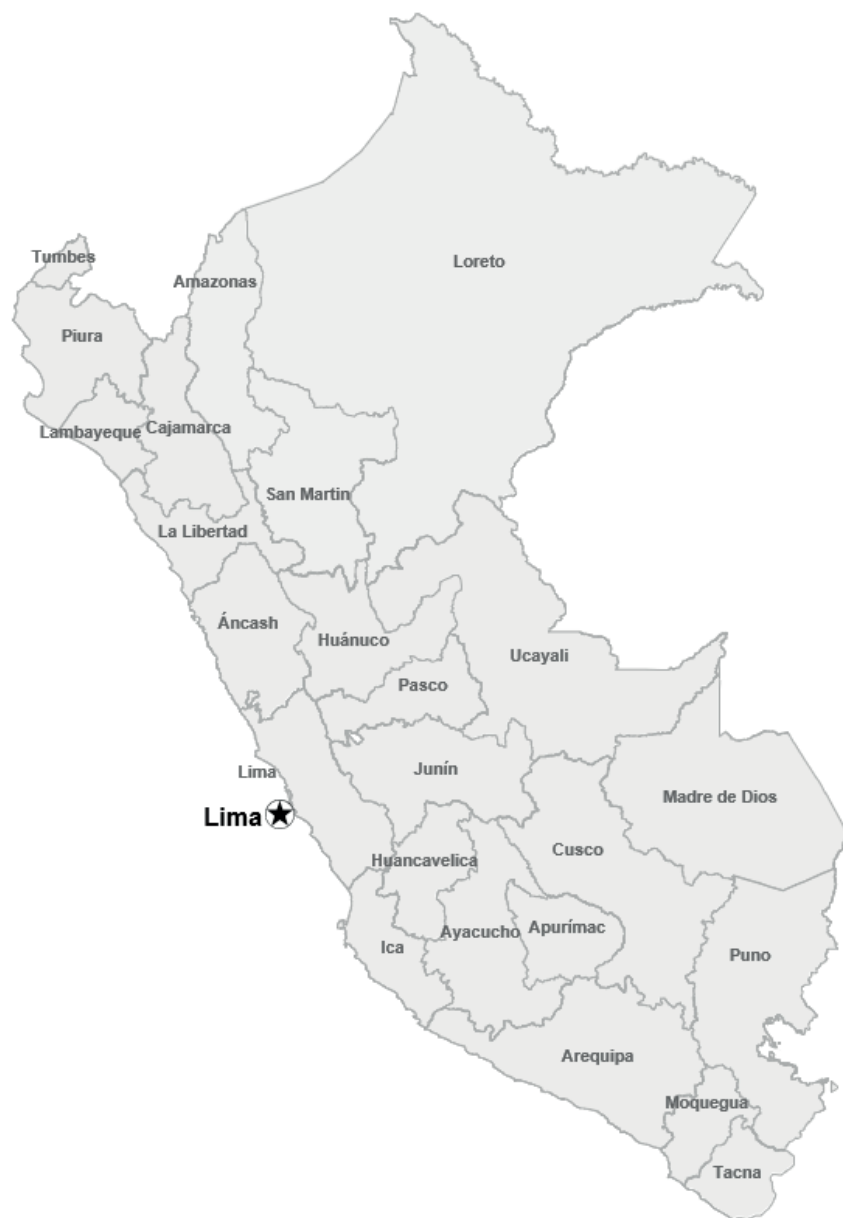 Tumbes
Loreto
Amazonas
Piura
Cajamarca
Lambayeque
San Martin
La Libertad
Áncash
Huánuco
Ucayali
Pasco
Junín
Lima
Madre de Dios
Lima
Cusco
Huancavelica
Apurímac
Ayacucho
Ica
Puno
Arequipa
Moquegua
Tacna